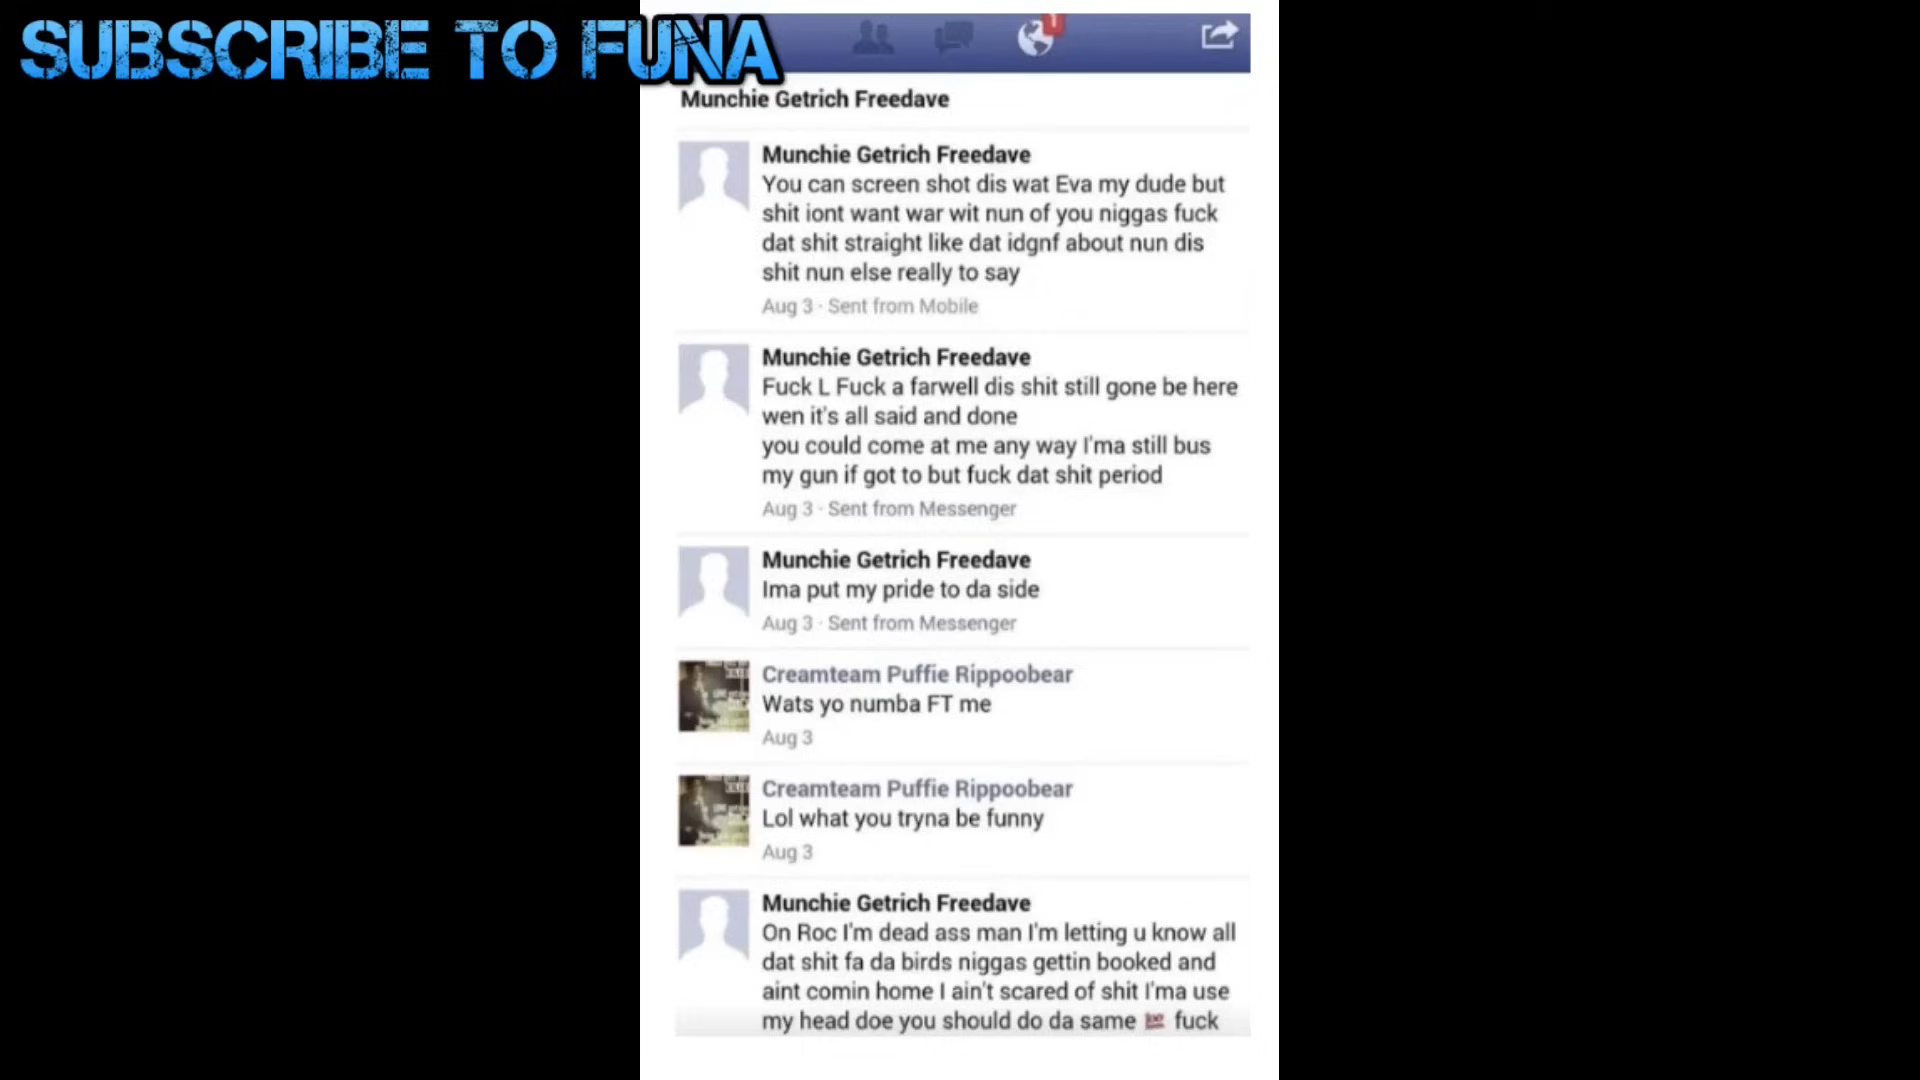 SUBSCRIBE TO FUNA
1
Munchie Getrich Freedave
Munchie Getrich Freedave
You can screen shot dis wat Eva my dude but
shit iont want war wit nun of you niggas fuck
dat shit straight like dat idgnf about nun dis
shit nun else really to say
Aug 3 · Sent from Mobile
Munchie Getrich Freedave
Fuck L Fuck a farwell dis shit still gone be here
wen it's all said and done
you could come at me any way I'ma still bus
my gun if got to but fuck dat shit period
Aug 3 · Sent from Messenger
Munchie Getrich Freedave
Ima put my pride to da side
Aug 3 · Sent from Messenger
Creamteam Puffie Rippoobear
Wats yo numba FT me
Aug 3
Creamteam Puffie Rippoobear
Lol what you tryna be funny
Aug 3
Munchie Getrich Freedave
On Roc I'm dead ass man I'm letting u know all
dat shit fa da birds niggas gettin booked and
aint comin home I ain't scared of shit I'ma use
my head doe you should do da same 💯 fuck